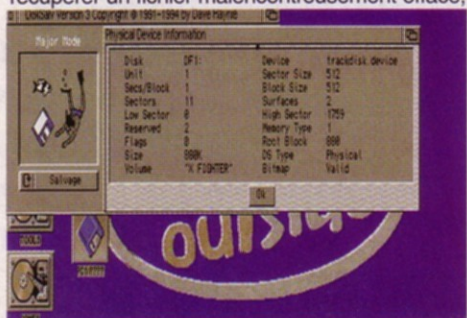 récupérer un fichier malencontreusement effacé,
DiskSalv Version 3 Copyright © 1991-1994 by Dave Haynie
Major Mode
Physical Device Information
Disk DF1: Device trackdisk.device
Unit 1 Sector Size 512
Secs/Block 1 Block Size 512
Sectors 11 Surfaces 2
Low Sector 0 High Sector 1759
Reserved 2 Memory Type 1
Flags 0 Root Block 880
Size 880K DS Type Physical
Volume "X FIGHTER" Bitmap Valid
Salvage
Ok